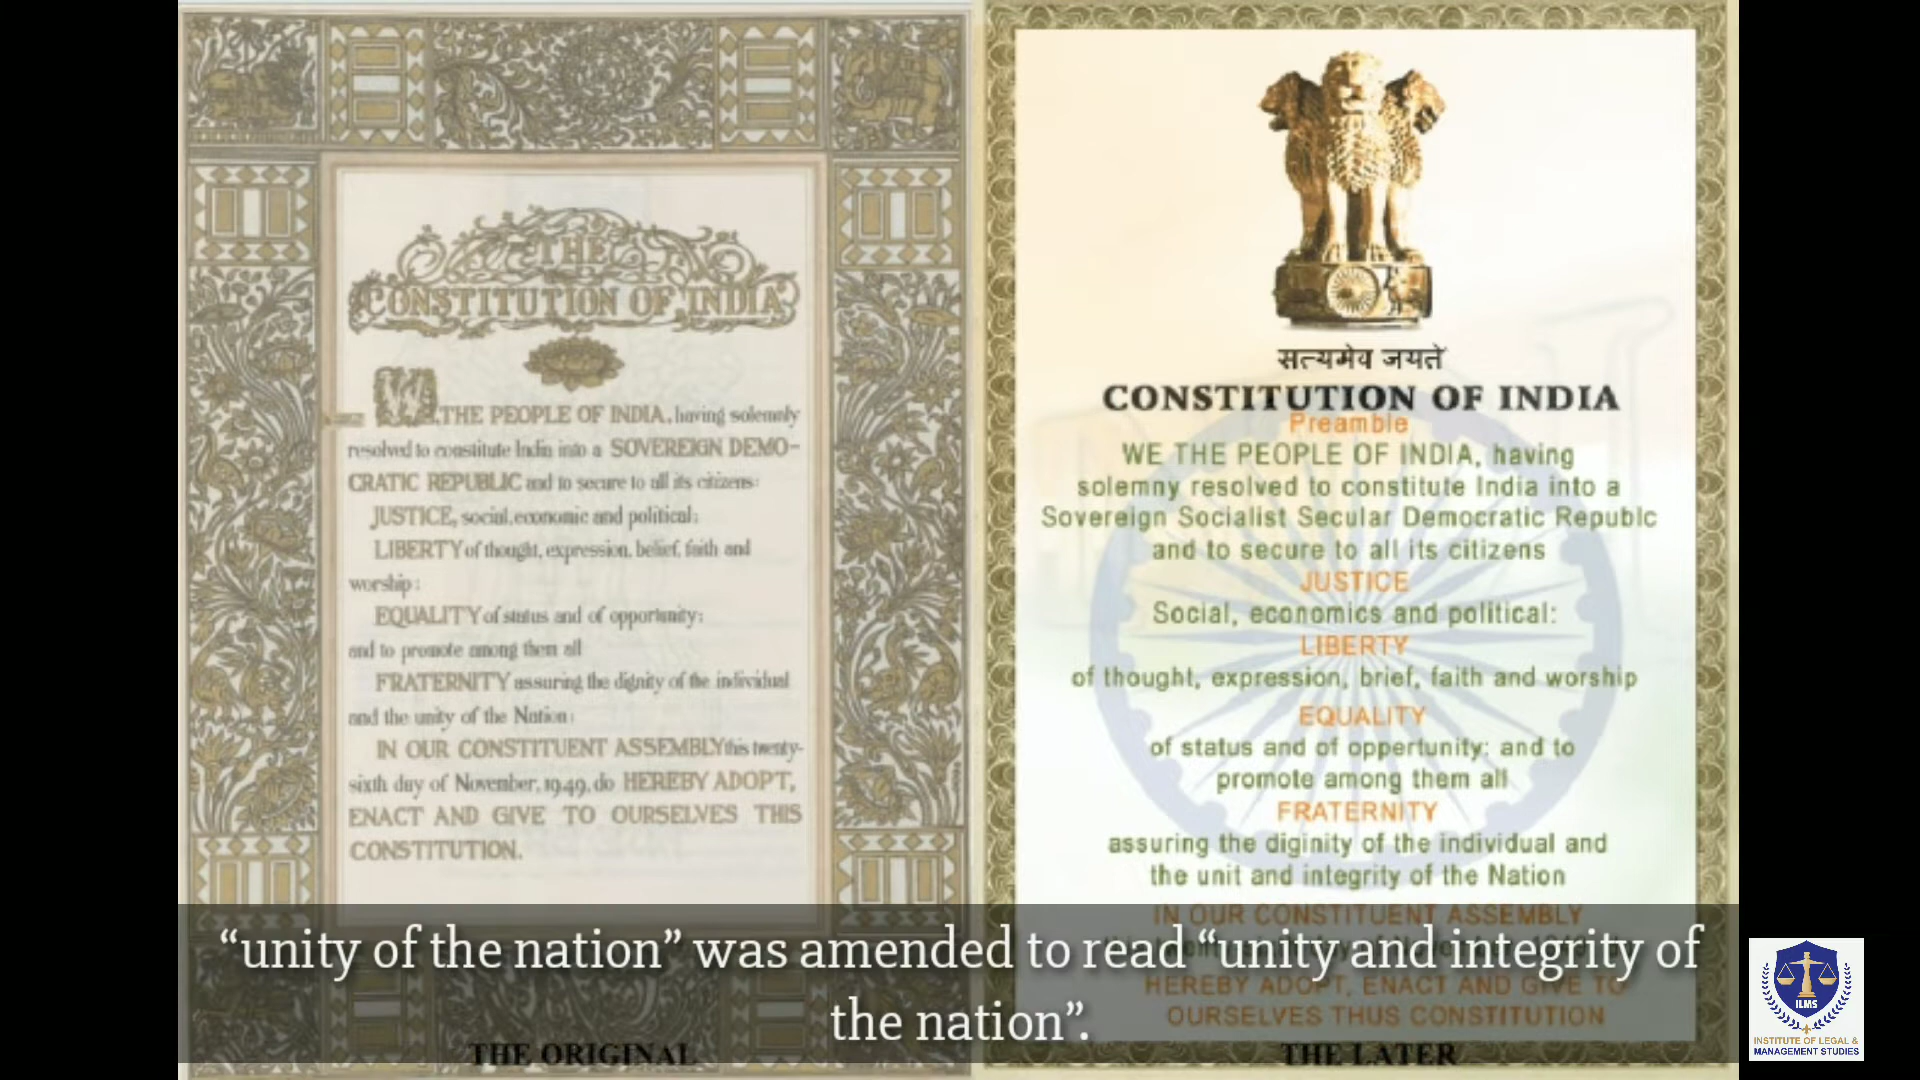 THE
CONSTITUTION OF INDIA
WE, THE PEOPLE OF INDIA, having solemnly
resolved to constitute India into a SOVEREIGN DEMO-
CRATIC REPUBLIC and to secure to all its citizens:
JUSTICE, social, economic and political;
LIBERTY of thought, expression, belief, faith and
worship;
EQUALITY of status and of opportunity;
and to promote among them all
FRATERNITY assuring the dignity of the individual
and the unity of the Nation;
IN OUR CONSTITUENT ASSEMBLY this twenty-
sixth day of November, 1949, do HEREBY ADOPT,
ENACT AND GIVE TO OURSELVES THIS
CONSTITUTION.
THE ORIGINAL
सत्यमेव जयते
CONSTITUTION OF INDIA
Preamble
WE THE PEOPLE OF INDIA, having
solemny resolved to constitute India into a
Sovereign Socialist Secular Democratic Republc
and to secure to all its citizens
JUSTICE
Social, economics and political:
LIBERTY
of thought, expression, brief, faith and worship
EQUALITY
of status and of oppertunity: and to
promote among them all
FRATERNITY
assuring the diginity of the individual and
the unit and integrity of the Nation
IN OUR CONSTITUENT ASSEMBLY
HEREBY ADOPT, ENACT AND GIVE TO
OURSELVES THUS CONSTITUTION
THE LATER
“unity of the nation” was amended to read “unity and integrity of
the nation”.
ILMS
INSTITUTE OF LEGAL &
MANAGEMENT STUDIES